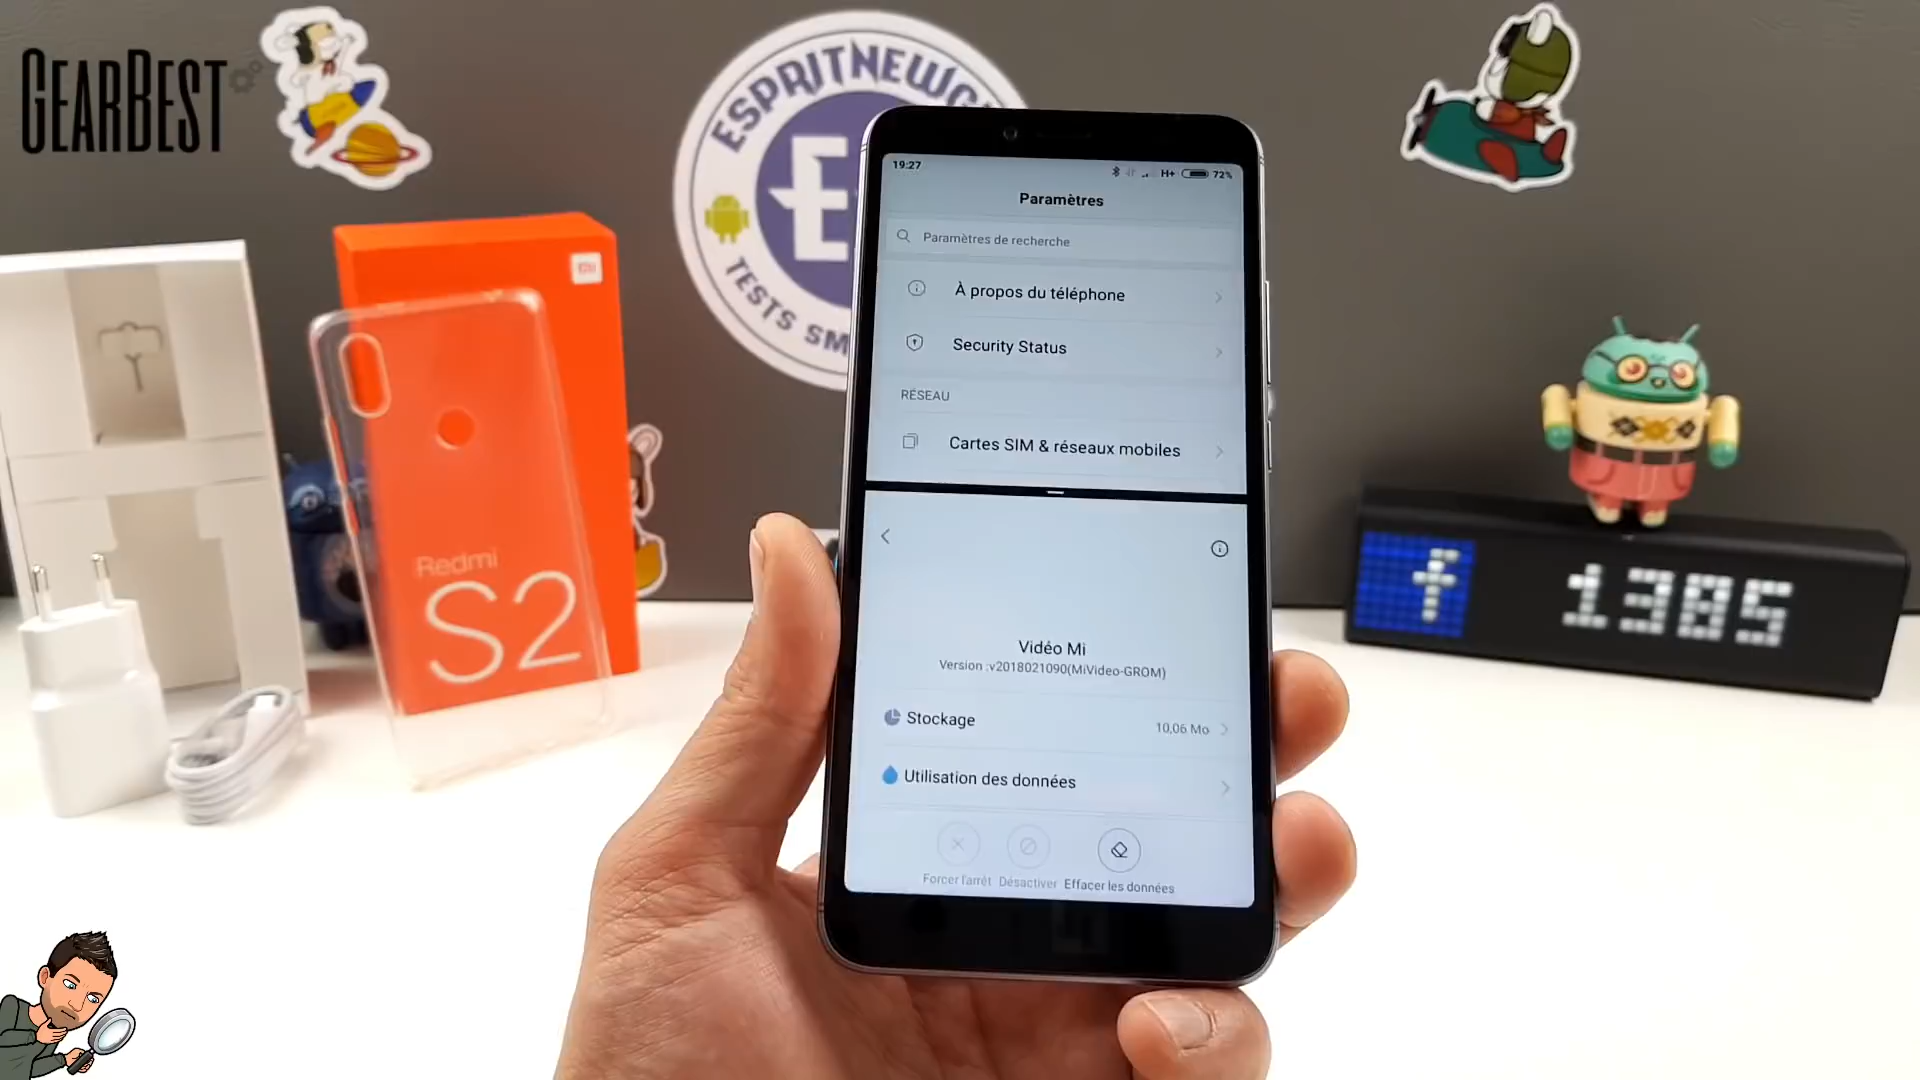 GEARBEST
ESPRITNEWG
TESTS SM
mi
Redmi
S2
19:27
H+ 72%
Paramètres
Paramètres de recherche
À propos du téléphone
Security Status
RÉSEAU
Cartes SIM & réseaux mobiles
Vidéo Mi
Version :v2018021090(MiVideo-GROM)
Stockage 10,06 Mo
Utilisation des données
Forcer l'arrêt Désactiver Effacer les données
f 1385